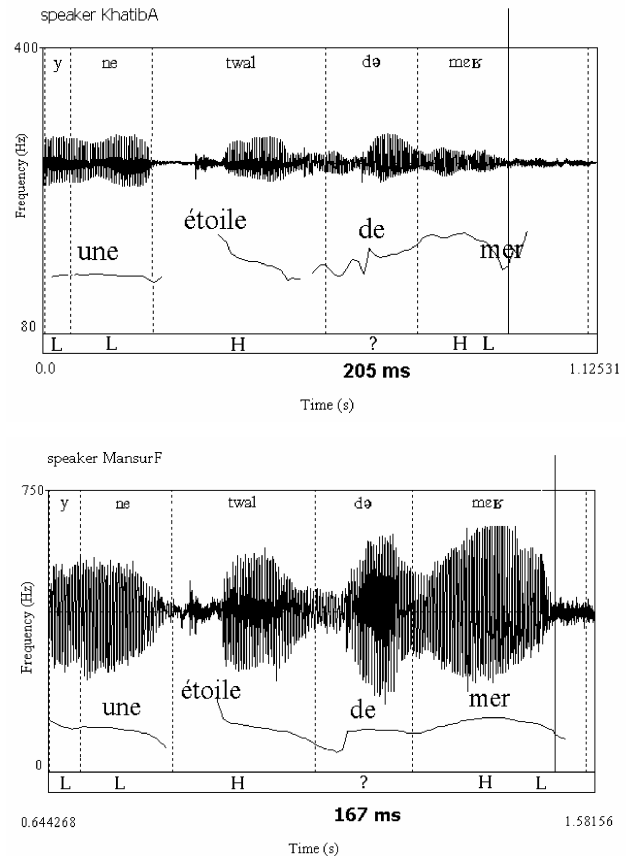 speaker KhatibA
400
y ne twal də mɛʁ
Frequency (Hz)
étoile
une de mer
80
L L H ? H L
0.0 205 ms 1.12531
Time (s)
speaker MansurF
750
y ne twal də mɛʁ
Frequency (Hz)
étoile
une de mer
0
L L H ? H L
0.644268 167 ms 1.58156
Time (s)